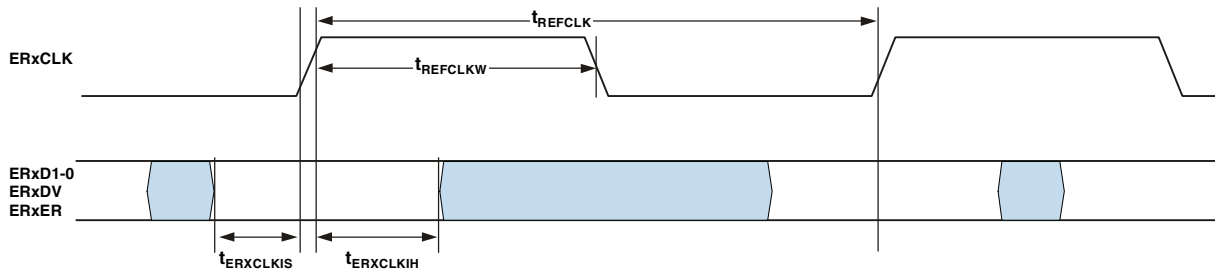 tREFCLK
ERxCLK
tREFCLKW
ERxD1-0
ERxDV
ERxER
tERXCLKIS
tERXCLKIH